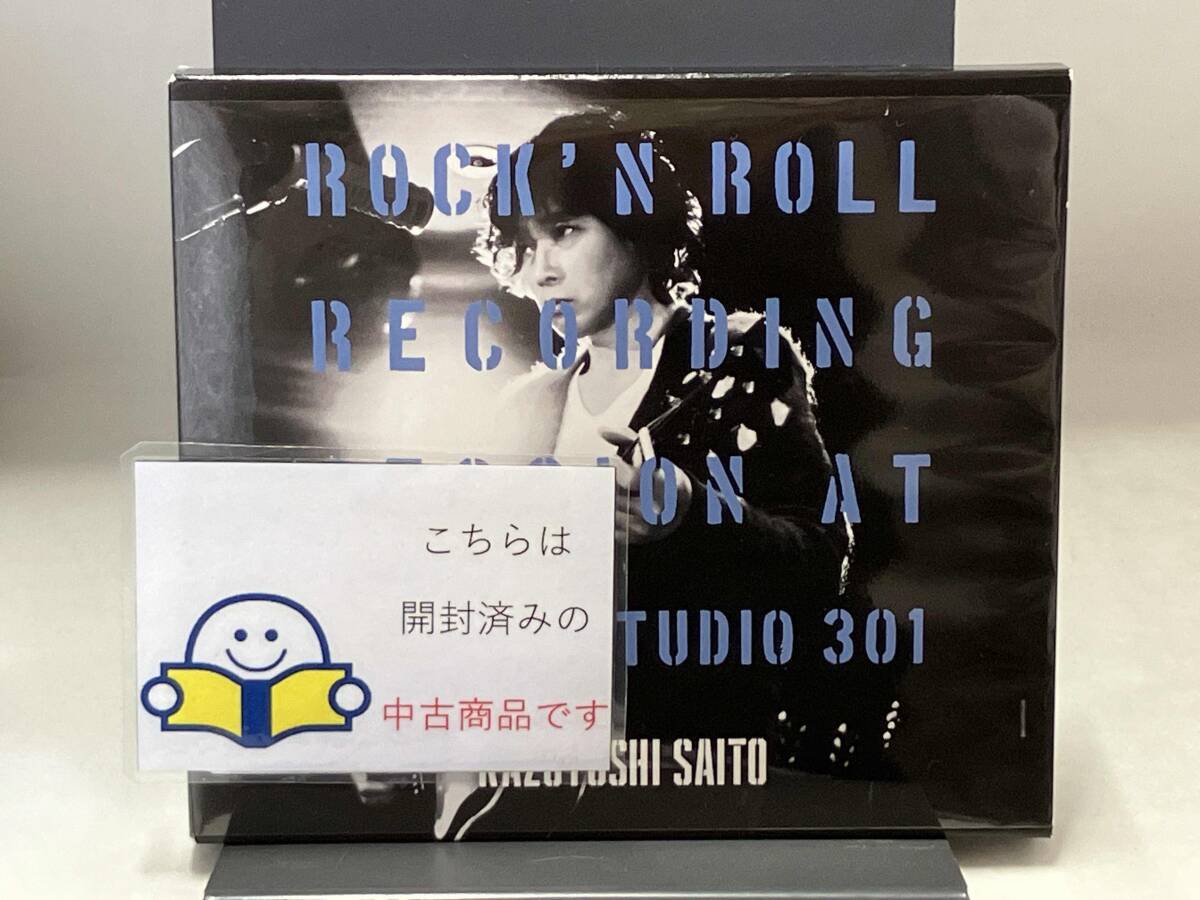 ROCK'N ROLL
RECORDING
ON AT
TUDIO 301
SAITO
こちらは
開封済みの
中古商品です